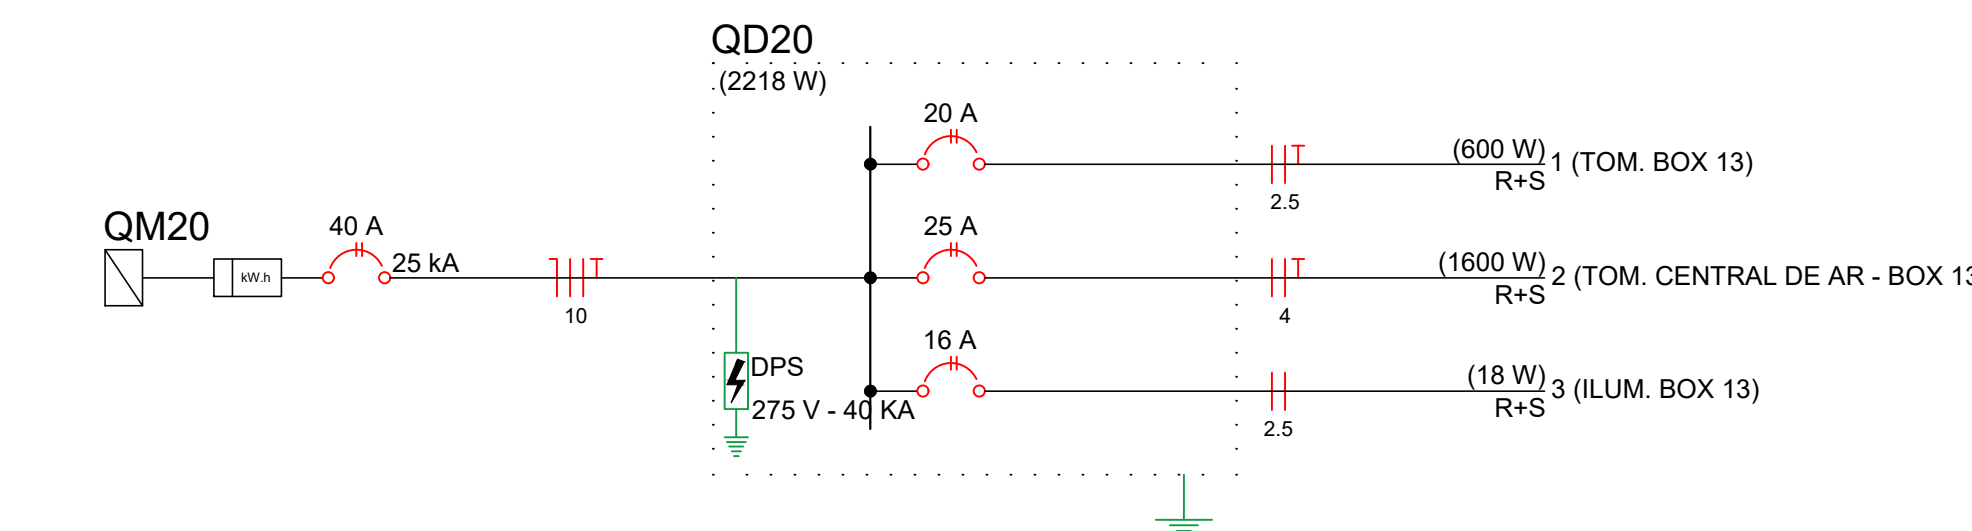 QD20
(2218 W)
20 A
(600 W)
1 (TOM. BOX 13)
R+S
2.5
QM20
40 A
25 kA
kW.h
10
25 A
(1600 W)
2 (TOM. CENTRAL DE AR - BOX 13
R+S
4
16 A
DPS
275 V - 40 KA
(18 W)
3 (ILUM. BOX 13)
R+S
2.5